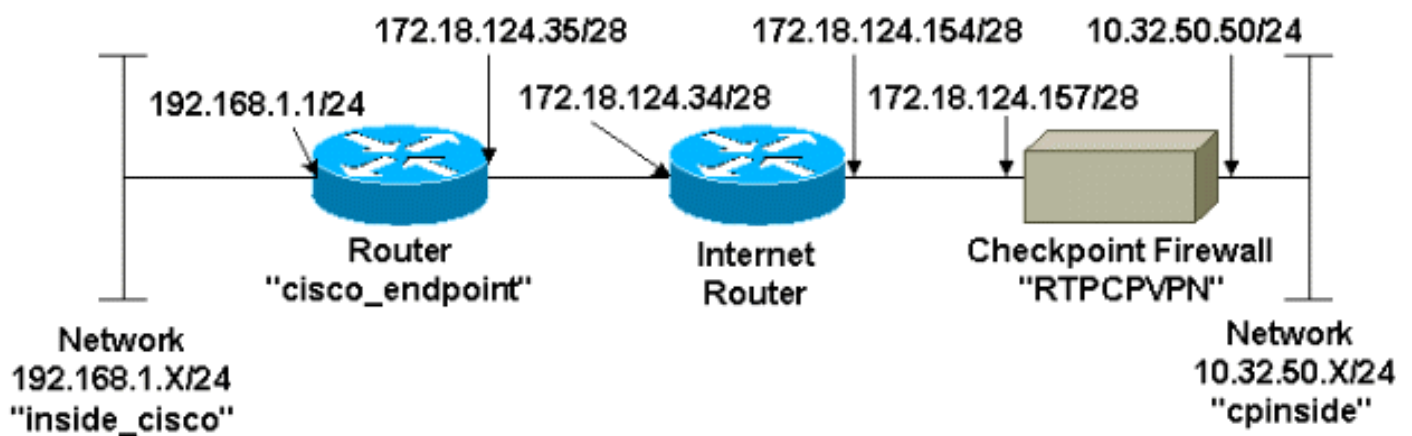 172.18.124.35/28
172.18.124.154/28
10.32.50.50/24
192.168.1.1/24
172.18.124.34/28
172.18.124.157/28
Router
"cisco_endpoint"
Internet
Router
Checkpoint Firewall
"RTPCPVPN"
Network
192.168.1.X/24
"inside_cisco"
Network
10.32.50.X/24
"cpinside"